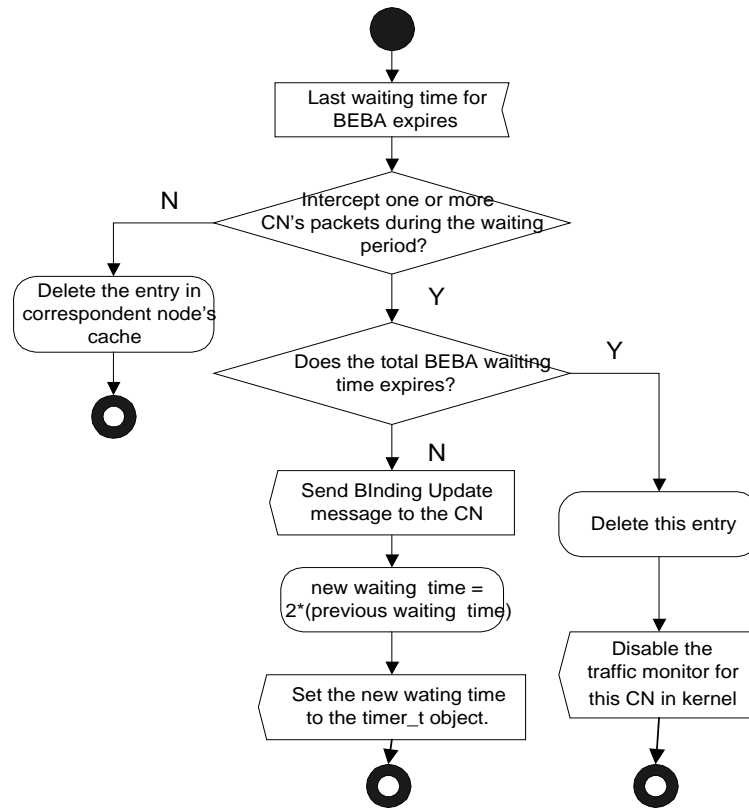 Last waiting time for
BEBA expires
Intercept one or more
CN's packets during the waiting
period?
N
Delete the entry in
correspondent node's
cache
Y
Does the total BEBA waiiting
time expires?
Y
N
Send BInding Update
message to the CN
Delete this entry
new waiting time =
2*(previous waiting time)
Disable the
traffic monitor for
this CN in kernel
Set the new wating time
to the timer_t object.